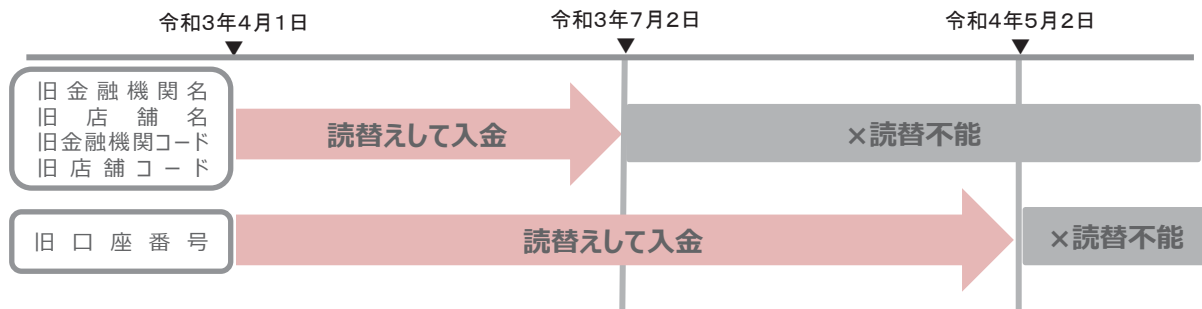 令和3年4月1日
令和3年7月2日
令和4年5月2日
旧金融機関名
旧店舗名
旧金融機関コード
旧店舗コード
読替えして入金
×読替不能
旧口座番号
読替えして入金
×読替不能